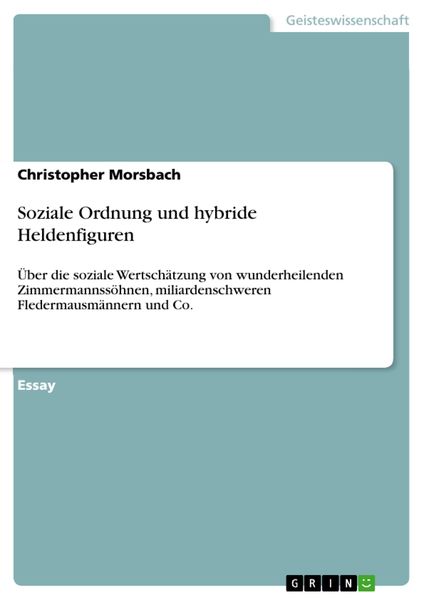 Geisteswissenschaft
Christopher Morsbach
Soziale Ordnung und hybride
Heldenfiguren
Über die soziale Wertschätzung von wunderheilenden
Zimmermannssöhnen, miliardenschweren
Fledermausmännern und Co.
Essay
GRIN